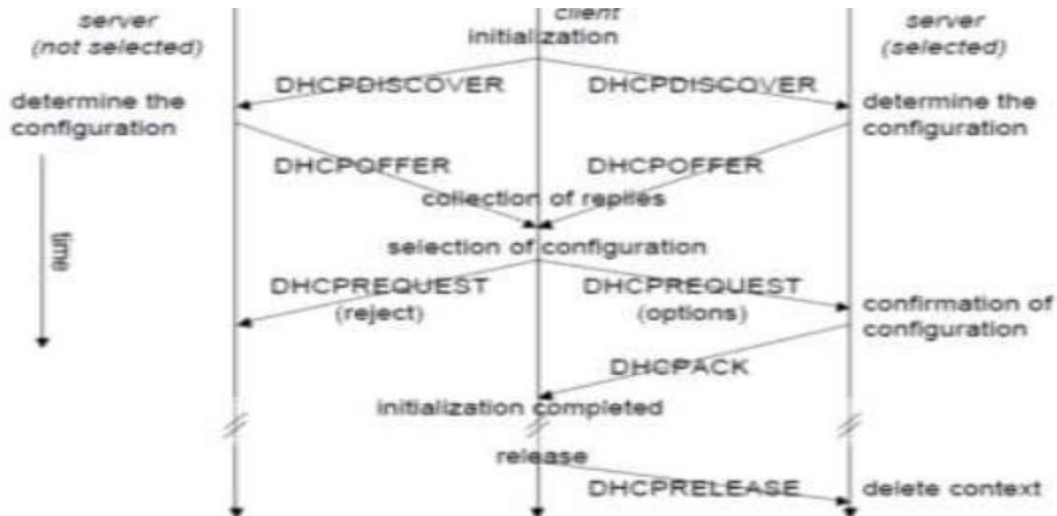 server
(not selected)
client
initialization
server
(selected)
DHCPDISCOVER
DHCPDISCOVER
determine the
configuration
determine the
configuration
DHCPOFFER
DHCPOFFER
collection of replies
time
selection of configuration
DHCPREQUEST
(reject)
DHCPREQUEST
(options)
confirmation of
configuration
DHCPACK
initialization completed
release
DHCPRELEASE
delete context